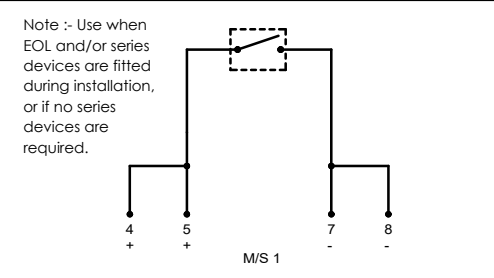 Note :- Use when
EOL and/or series
devices are fitted
during installation,
or if no series
devices are
required.
4 5 7 8
+ + - -
M/S 1